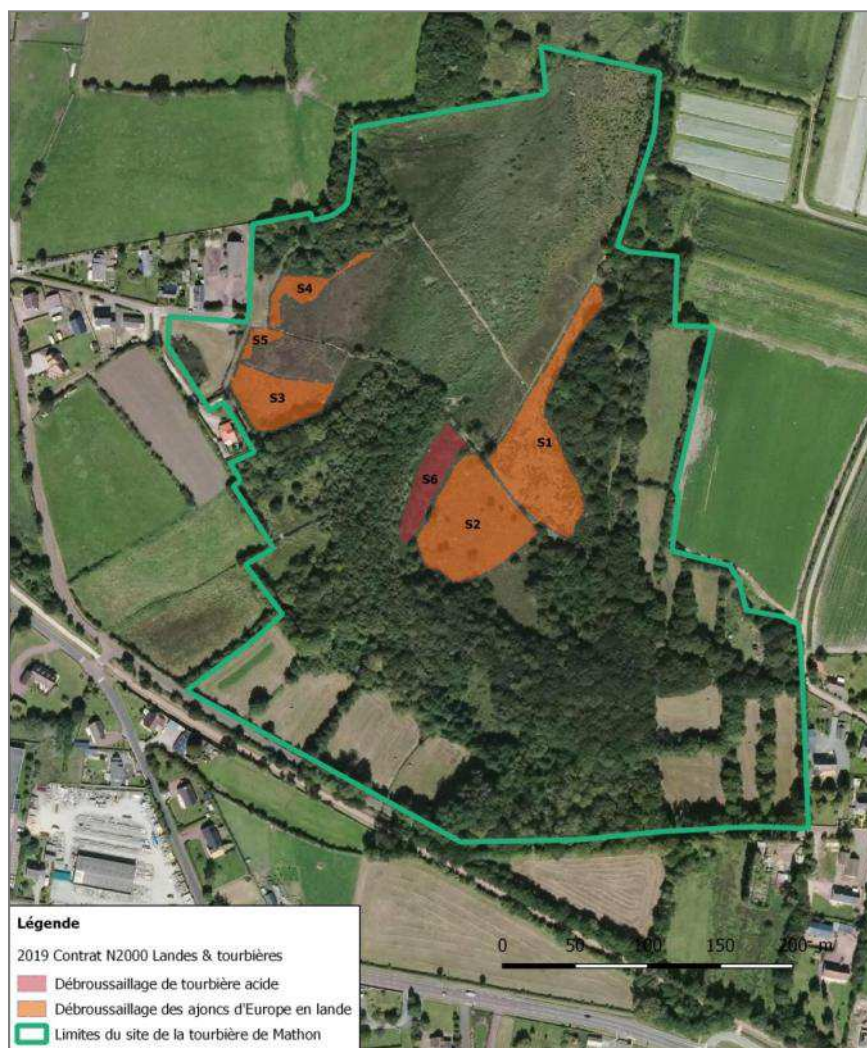 S4
S5
S3
S1
S6
S2
Légende
2019 Contrat N2000 Landes & tourbières
Débroussaillage de tourbière acide
Débroussaillage des ajoncs d'Europe en lande
Limites du site de la tourbière de Mathon
0 50 100 150 200 m